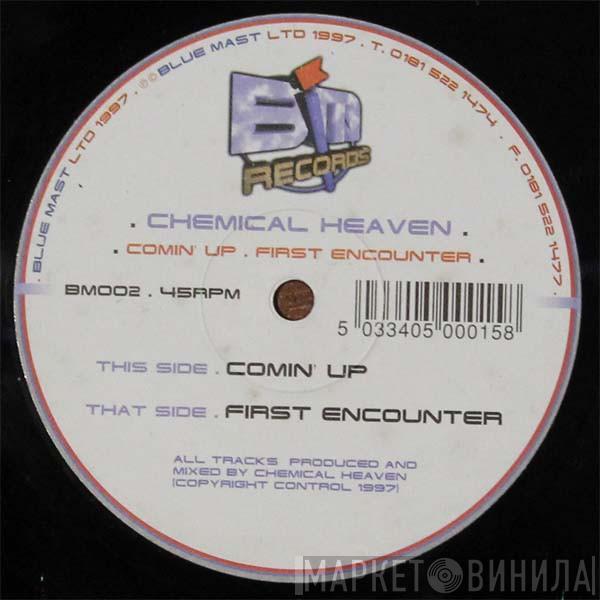 . BLUE MAST LTD 1997 . ℗©BLUE MAST LTD 1997 . T. 0181 522 1474 . F. 0181 522 1477 .
BM
RECORDS
. CHEMICAL HEAVEN .
. COMIN' UP . FIRST ENCOUNTER .
BM002 . 45RPM
5 033405 000158
THIS SIDE . COMIN' UP
THAT SIDE . FIRST ENCOUNTER
ALL TRACKS PRODUCED AND
MIXED BY CHEMICAL HEAVEN
(COPYRIGHT CONTROL 1997)
МАРКЕТ ВИНИЛА